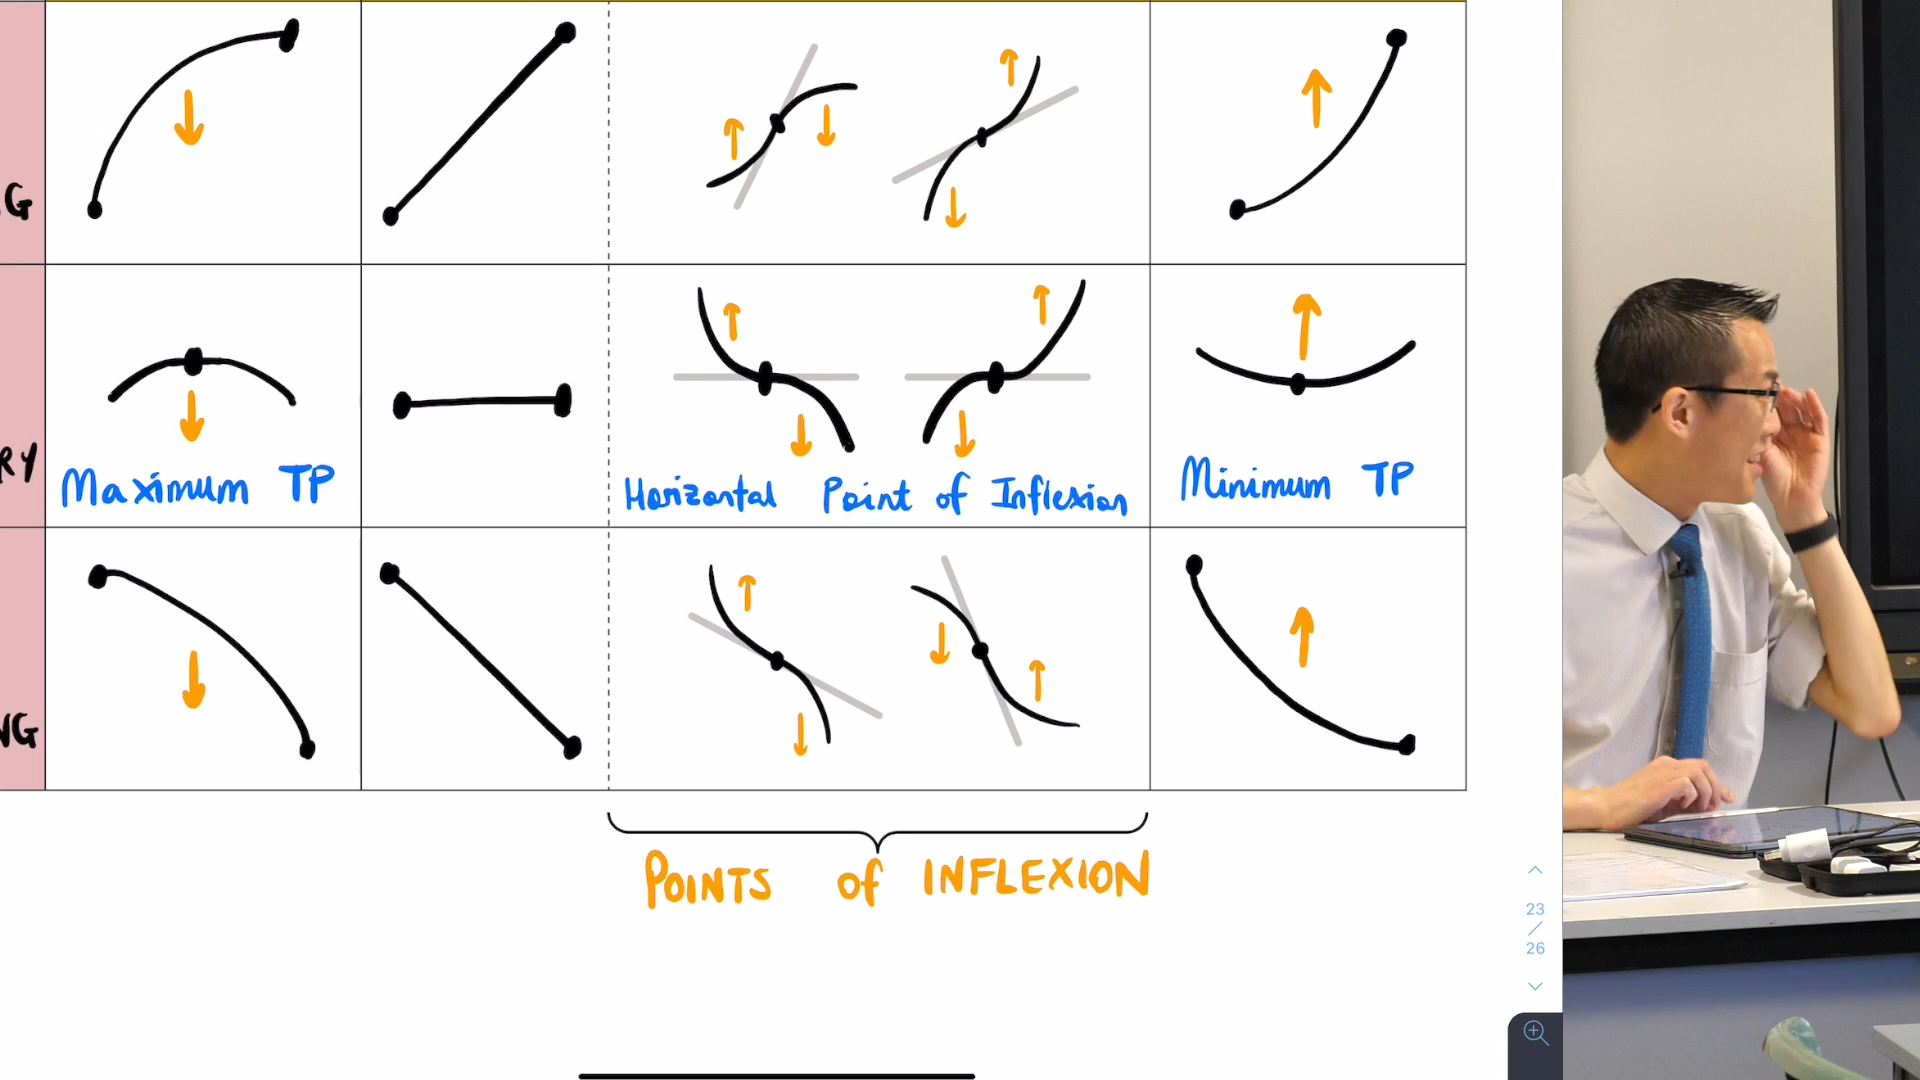 G
RY
Maximum TP
Horizontal Point of Inflexion
Minimum TP
NG
POINTS of INFLEXION
23
/
26